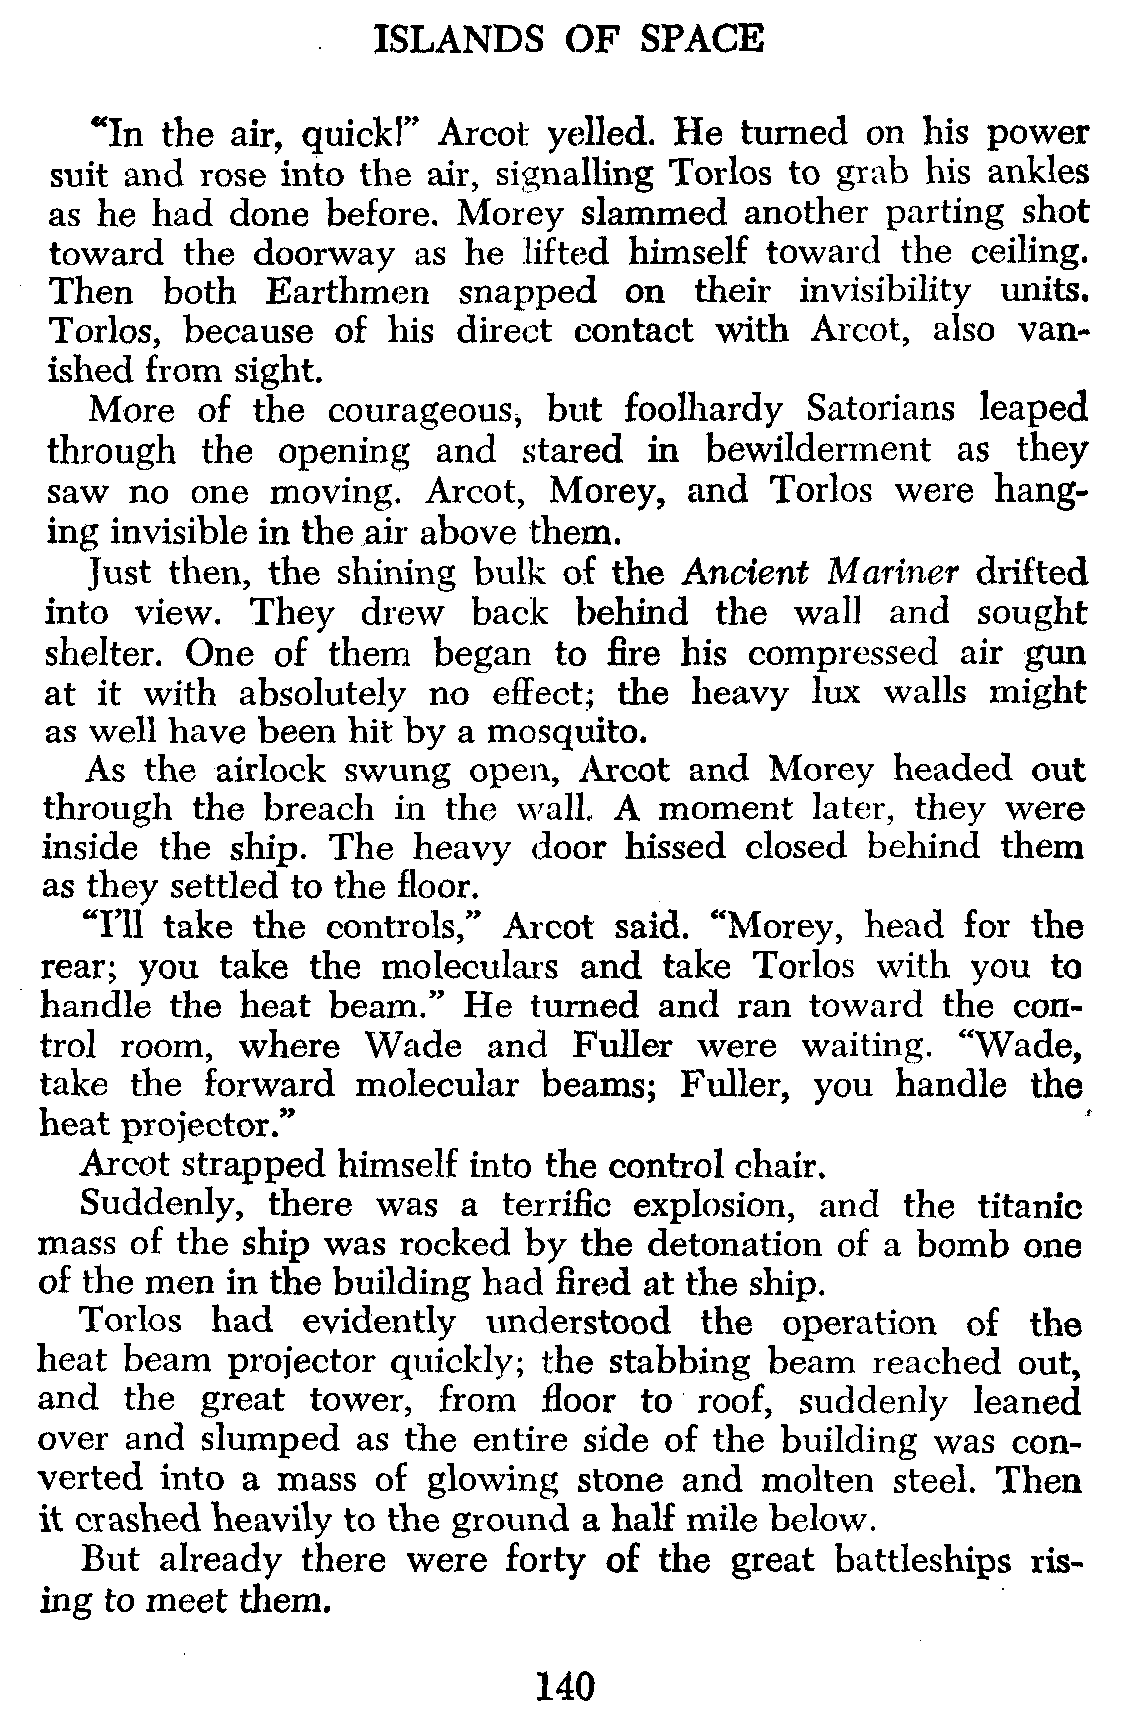 ISLANDS OF SPACE
“In the air, quick!” Arcot yelled. He turned on his power
suit and rose into the air, signalling Torlos to grab his ankles
as he had done before. Morey slammed another parting shot
toward the doorway as he lifted himself toward the ceiling.
Then both Earthmen snapped on their invisibility units.
Torlos, because of his direct contact with Arcot, also van-
ished from sight.
More of the courageous, but foolhardy Satorians leaped
through the opening and stared in bewilderment as they
saw no one moving. Arcot, Morey, and Torlos were hang-
ing invisible in the air above them.
Just then, the shining bulk of the Ancient Mariner drifted
into view. They drew back behind the wall and sought
shelter. One of them began to fire his compressed air gun
at it with absolutely no effect; the heavy lux walls might
as well have been hit by a mosquito.
As the airlock swung open, Arcot and Morey headed out
through the breach in the wall. A moment later, they were
inside the ship. The heavy door hissed closed behind them
as they settled to the floor.
“I’ll take the controls,” Arcot said. “Morey, head for the
rear; you take the moleculars and take Torlos with you to
handle the heat beam.” He turned and ran toward the con-
trol room, where Wade and Fuller were waiting. “Wade,
take the forward molecular beams; Fuller, you handle the
heat projector.”
Arcot strapped himself into the control chair.
Suddenly, there was a terrific explosion, and the titanic
mass of the ship was rocked by the detonation of a bomb one
of the men in the building had fired at the ship.
Torlos had evidently understood the operation of the
heat beam projector quickly; the stabbing beam reached out,
and the great tower, from floor to roof, suddenly leaned
over and slumped as the entire side of the building was con-
verted into a mass of glowing stone and molten steel. Then
it crashed heavily to the ground a half mile below.
But already there were forty of the great battleships ris-
ing to meet them.
140